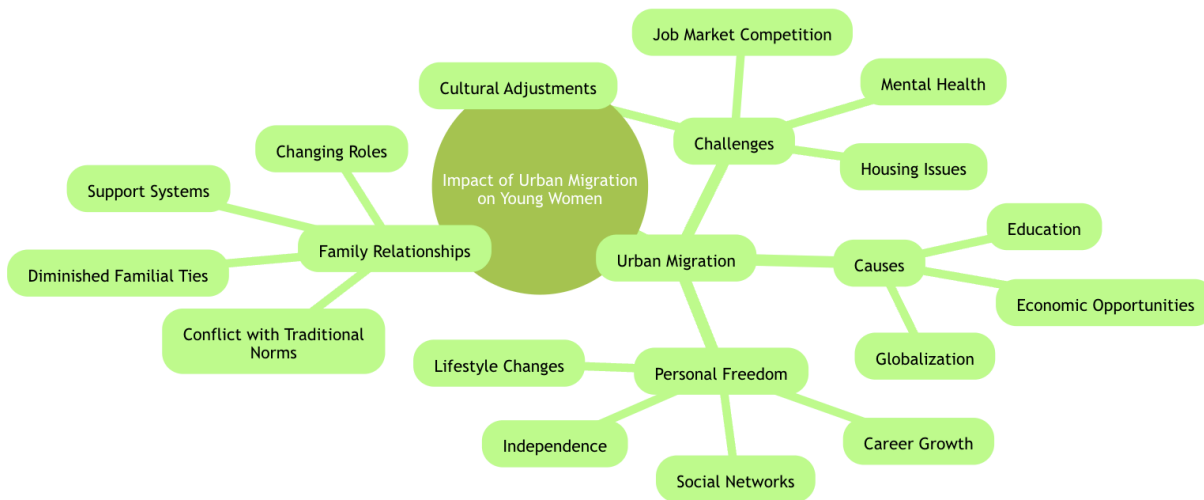 Job Market Competition
Cultural Adjustments
Mental Health
Challenges
Changing Roles
Housing Issues
Support Systems
Impact of Urban Migration
on Young Women
Education
Family Relationships
Urban Migration
Causes
Diminished Familial Ties
Economic Opportunities
Conflict with Traditional
Norms
Globalization
Lifestyle Changes
Personal Freedom
Independence
Career Growth
Social Networks